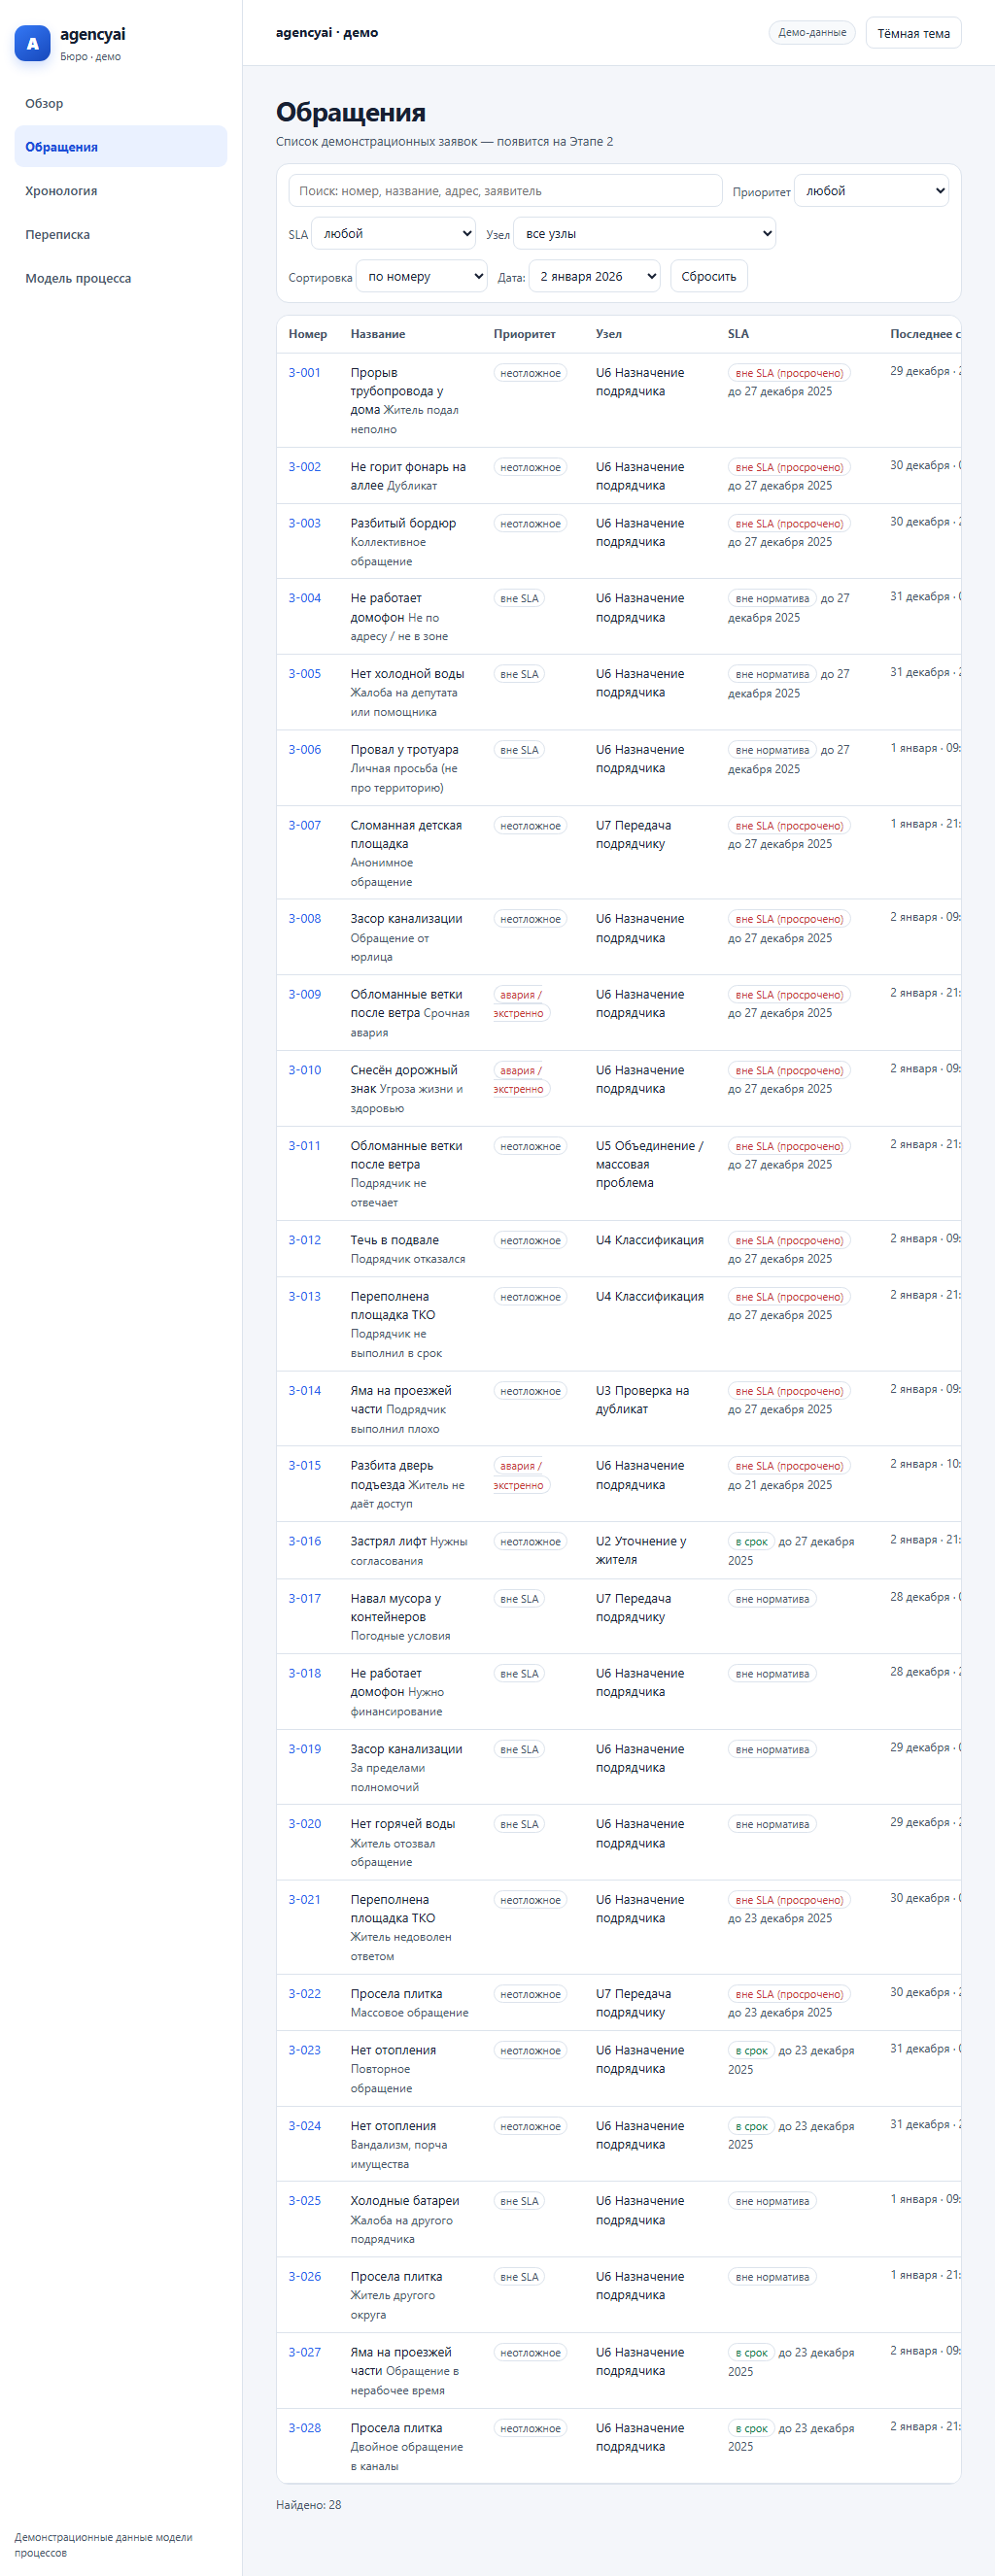 A
agencyai
Бюро · демо
Обзор
Обращения
Хронология
Переписка
Модель процесса
Демонстрационные данные модели
процессов
agencyai · демо
Демо-данные
Тёмная тема
Обращения
Список демонстрационных заявок — появится на Этапе 2
Поиск: номер, название, адрес, заявитель
Приоритет любой
SLA любой
Узел все узлы
Сортировка по номеру
Дата: 2 января 2026
Сбросить
Номер Название Приоритет Узел SLA Последнее с
З-001 Прорыв неотложное U6 Назначение вне SLA (просрочено) 29 декабря ·
трубопровода у подрядчика до 27 декабря 2025
дома Житель подал
неполно
З-002 Не горит фонарь на неотложное U6 Назначение вне SLA (просрочено) 30 декабря ·
аллее Дубликат подрядчика до 27 декабря 2025
З-003 Разбитый бордюр неотложное U6 Назначение вне SLA (просрочено) 30 декабря ·
Коллективное подрядчика до 27 декабря 2025
обращение
З-004 Не работает вне SLA U6 Назначение вне норматива до 27 31 декабря ·
домофон Не по подрядчика декабря 2025
адресу / не в зоне
З-005 Нет холодной воды вне SLA U6 Назначение вне норматива до 27 31 декабря ·
Жалоба на депутата подрядчика декабря 2025
или помощника
З-006 Провал у тротуара вне SLA U6 Назначение вне норматива до 27 1 января · 09:
Личная просьба (не подрядчика декабря 2025
про территорию)
З-007 Сломанная детская неотложное U7 Передача вне SLA (просрочено) 1 января · 21:
площадка подрядчику до 27 декабря 2025
Анонимное
обращение
З-008 Засор канализации неотложное U6 Назначение вне SLA (просрочено) 2 января · 09:
Обращение от подрядчика до 27 декабря 2025
юрлица
З-009 Обломанные ветки авария / U6 Назначение вне SLA (просрочено) 2 января · 21:
после ветра Срочная экстренно подрядчика до 27 декабря 2025
авария
З-010 Снесён дорожный авария / U6 Назначение вне SLA (просрочено) 2 января · 09:
знак Угроза жизни и экстренно подрядчика до 27 декабря 2025
здоровью
З-011 Обломанные ветки неотложное U5 Объединение / вне SLA (просрочено) 2 января · 21:
после ветра массовая до 27 декабря 2025
Подрядчик не проблема
отвечает
З-012 Течь в подвале неотложное U4 Классификация вне SLA (просрочено) 2 января · 09:
Подрядчик отказался до 27 декабря 2025
З-013 Переполнена неотложное U4 Классификация вне SLA (просрочено) 2 января · 21:
площадка ТКО до 27 декабря 2025
Подрядчик не
выполнил в срок
З-014 Яма на проезжей неотложное U3 Проверка на вне SLA (просрочено) 2 января · 09:
части Подрядчик дубликат до 27 декабря 2025
выполнил плохо
З-015 Разбита дверь авария / U6 Назначение вне SLA (просрочено) 2 января · 10:
подъезда Житель не экстренно подрядчика до 21 декабря 2025
даёт доступ
З-016 Застрял лифт Нужны неотложное U2 Уточнение у в срок до 27 декабря 2 января · 21:
согласования жителя 2025
З-017 Навал мусора у вне SLA U7 Передача вне норматива 28 декабря ·
контейнеров подрядчику
Погодные условия
З-018 Не работает вне SLA U6 Назначение вне норматива 28 декабря ·
домофон Нужно подрядчика
финансирование
З-019 Засор канализации вне SLA U6 Назначение вне норматива 29 декабря ·
За пределами подрядчика
полномочий
З-020 Нет горячей воды вне SLA U6 Назначение вне норматива 29 декабря ·
Житель отозвал подрядчика
обращение
З-021 Переполнена неотложное U6 Назначение вне SLA (просрочено) 30 декабря ·
площадка ТКО подрядчика до 23 декабря 2025
Житель недоволен
ответом
З-022 Просела плитка неотложное U7 Передача вне SLA (просрочено) 30 декабря ·
Массовое обращение подрядчику до 23 декабря 2025
З-023 Нет отопления неотложное U6 Назначение в срок до 23 декабря 31 декабря ·
Повторное подрядчика 2025
обращение
З-024 Нет отопления неотложное U6 Назначение в срок до 23 декабря 31 декабря ·
Вандализм, порча подрядчика 2025
имущества
З-025 Холодные батареи вне SLA U6 Назначение вне норматива 1 января · 09:
Жалоба на другого подрядчика
подрядчика
З-026 Просела плитка вне SLA U6 Назначение вне норматива 1 января · 21:
Житель другого подрядчика
округа
З-027 Яма на проезжей неотложное U6 Назначение в срок до 23 декабря 2 января · 09:
части Обращение в подрядчика 2025
нерабочее время
З-028 Просела плитка неотложное U6 Назначение в срок до 23 декабря 2 января · 21:
Двойное обращение подрядчика 2025
в каналы
Найдено: 28